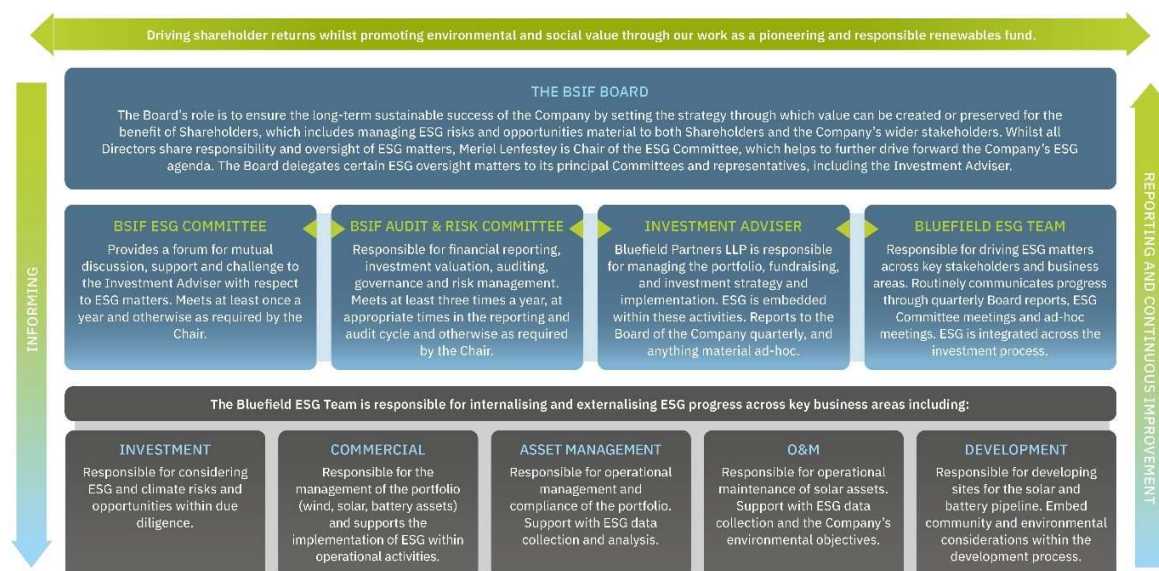 Driving shareholder returns whilst promoting environmental and social value through our work as a pioneering and responsible renewables fund.
INFORMING
THE BSIF BOARD
The Board's role is to ensure the long-term sustainable success of the Company by setting the strategy through which value can be created or preserved for the
benefit of Shareholders, which includes managing ESG risks and opportunities material to both Shareholders and the Company's wider stakeholders. Whilst all
Directors share responsibility and oversight of ESG matters, Meriel Lenfestey is Chair of the ESG Committee, which helps to further drive forward the Company's ESG
agenda. The Board delegates certain ESG oversight matters to its principal Committees and representatives, including the Investment Adviser.
BSIF ESG COMMITTEE
Provides a forum for mutual
discussion, support and challenge to
the Investment Adviser with respect
to ESG matters. Meets at least once a
year and otherwise as required by the
Chair.
BSIF AUDIT & RISK COMMITTEE
Responsible for financial reporting,
investment valuation, auditing,
governance and risk management.
Meets at least three times a year, at
appropriate times in the reporting and
audit cycle and otherwise as required
by the Chair.
INVESTMENT ADVISER
Bluefield Partners LLP is responsible
for managing the portfolio, fundraising,
and investment strategy and
implementation. ESG is embedded
within these activities. Reports to the
Board of the Company quarterly, and
anything material ad-hoc.
BLUEFIELD ESG TEAM
Responsible for driving ESG matters
across key stakeholders and business
areas. Routinely communicates progress
through quarterly Board reports, ESG
Committee meetings and ad-hoc
meetings. ESG is integrated across the
investment process.
The Bluefield ESG Team is responsible for internalising and externalising ESG progress across key business areas including:
INVESTMENT
Responsible for considering
ESG and climate risks and
opportunities within due
diligence.
COMMERCIAL
Responsible for the
management of the portfolio
(wind, solar, battery assets)
and supports the
implementation of ESG within
operational activities.
ASSET MANAGEMENT
Responsible for operational
management and
compliance of the portfolio.
Support with ESG data
collection and analysis.
O&M
Responsible for operational
maintenance of solar assets.
Support with ESG data
collection and the Company's
environmental objectives.
DEVELOPMENT
Responsible for developing
sites for the solar and
battery pipeline. Embed
community and environmental
considerations within the
development process.
REPORTING AND CONTINUOUS IMPROVEMENT